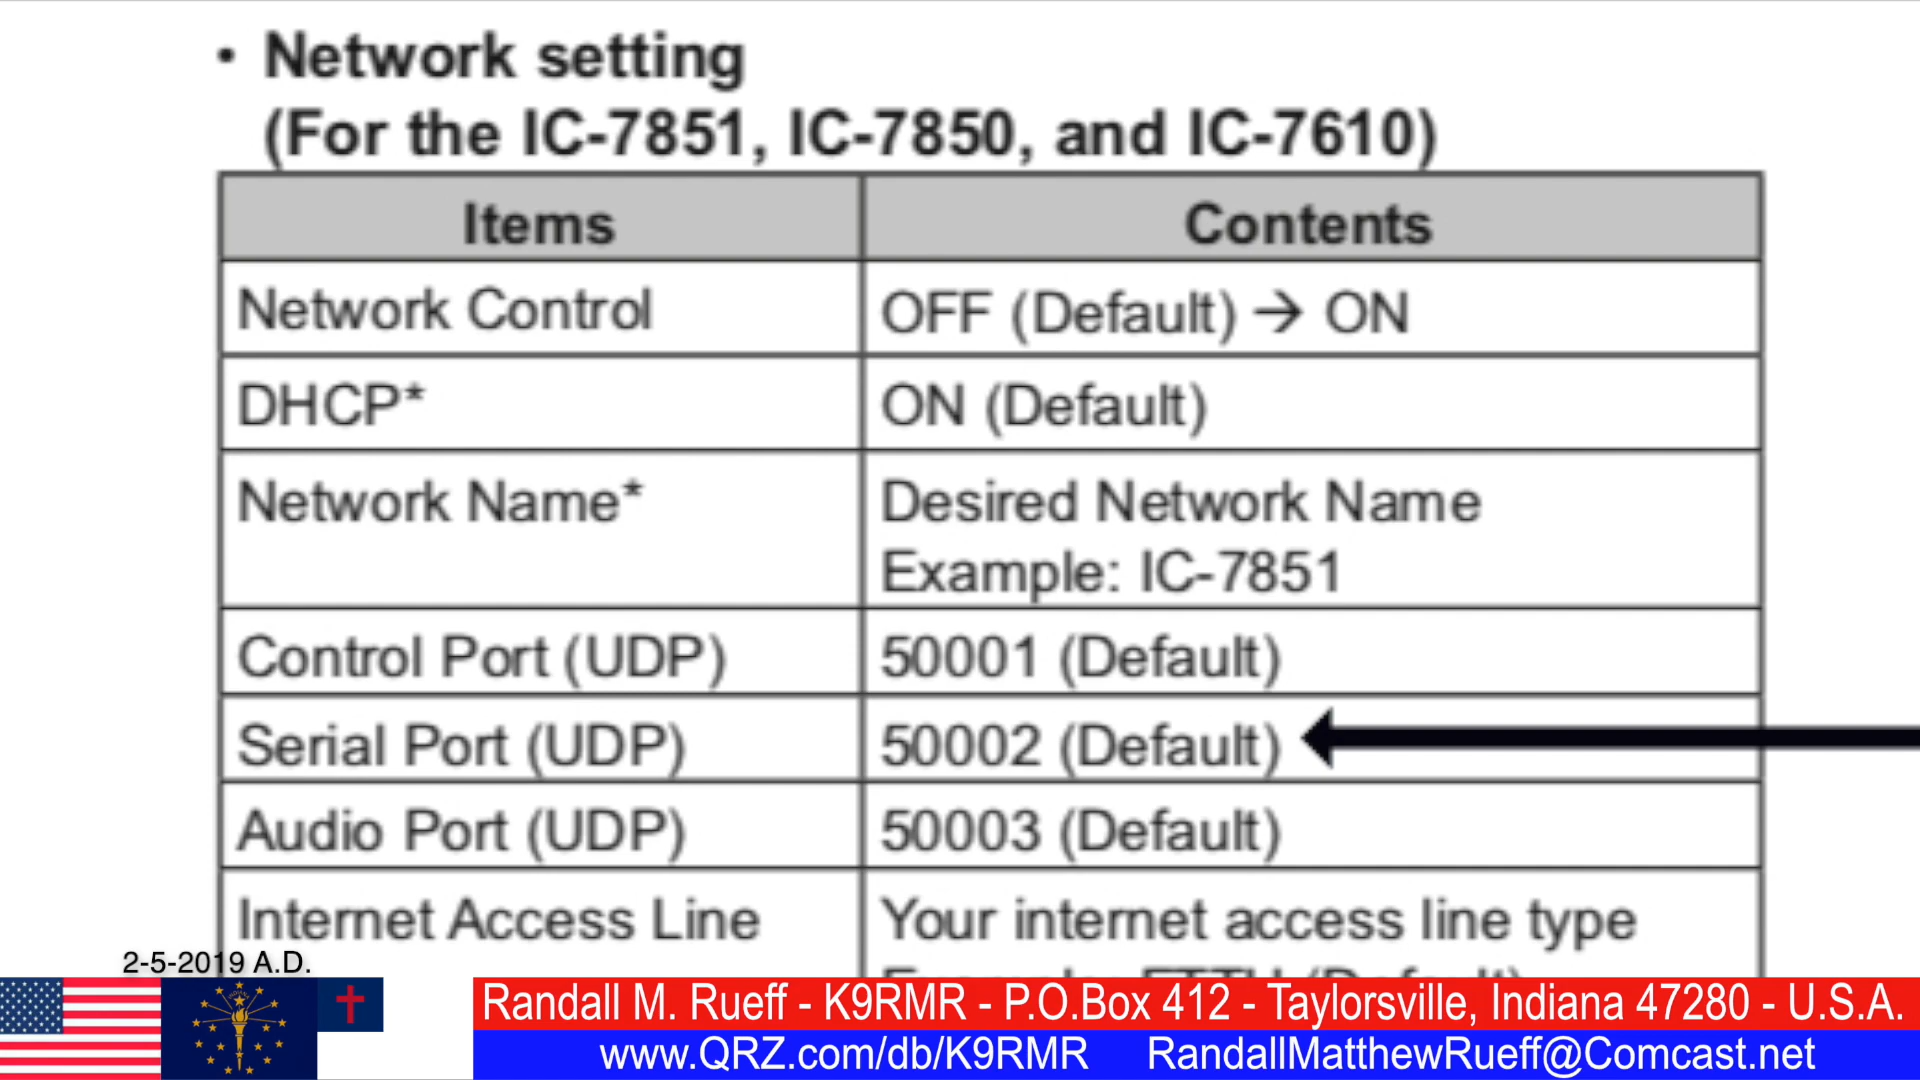 • Network setting
(For the IC-7851, IC-7850, and IC-7610)
Items Contents
Network Control OFF (Default) → ON
DHCP* ON (Default)
Network Name* Desired Network Name
Example: IC-7851
Control Port (UDP) 50001 (Default)
Serial Port (UDP) 50002 (Default)
Audio Port (UDP) 50003 (Default)
Internet Access Line Your internet access line type
Example: FTTH (Default)
2-5-2019 A.D.
Randall M. Rueff - K9RMR - P.O.Box 412 - Taylorsville, Indiana 47280 - U.S.A.
www.QRZ.com/db/K9RMR RandallMatthewRueff@Comcast.net